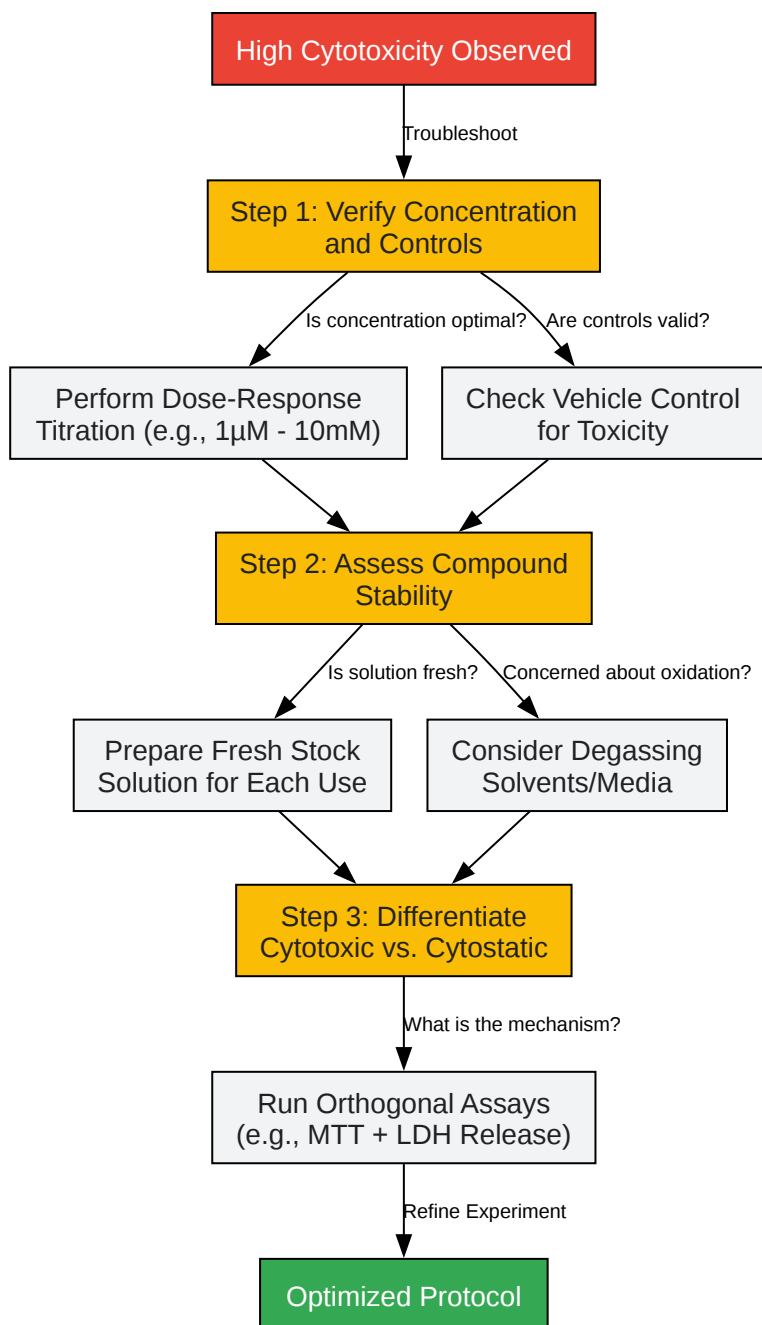 High Cytotoxicity Observed
Troubleshoot
Step 1: Verify Concentration
and Controls
Is concentration optimal?
Are controls valid?
Perform Dose-Response
Titration (e.g., 1µM - 10mM)
Check Vehicle Control
for Toxicity
Step 2: Assess Compound
Stability
Is solution fresh?
Concerned about oxidation?
Prepare Fresh Stock
Solution for Each Use
Consider Degassing
Solvents/Media
Step 3: Differentiate
Cytotoxic vs. Cytostatic
What is the mechanism?
Run Orthogonal Assays
(e.g., MTT + LDH Release)
Refine Experiment
Optimized Protocol